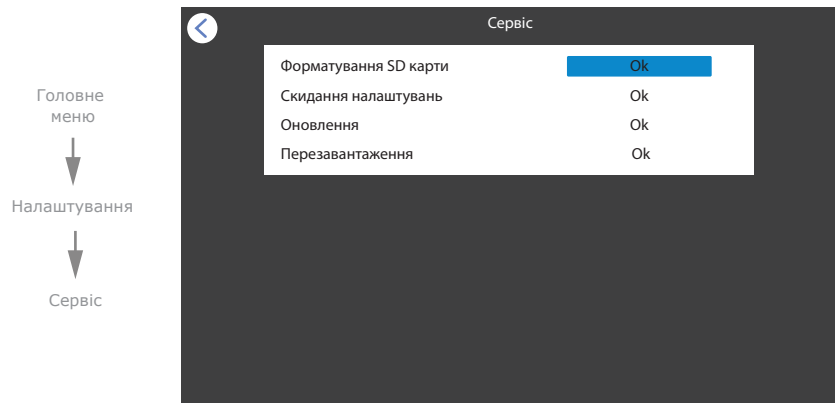 Головне
меню
Налаштування
Сервіс
Сервіс
Форматування SD карти Ok
Скидання налаштувань Ok
Оновлення Ok
Перезавантаження Ok